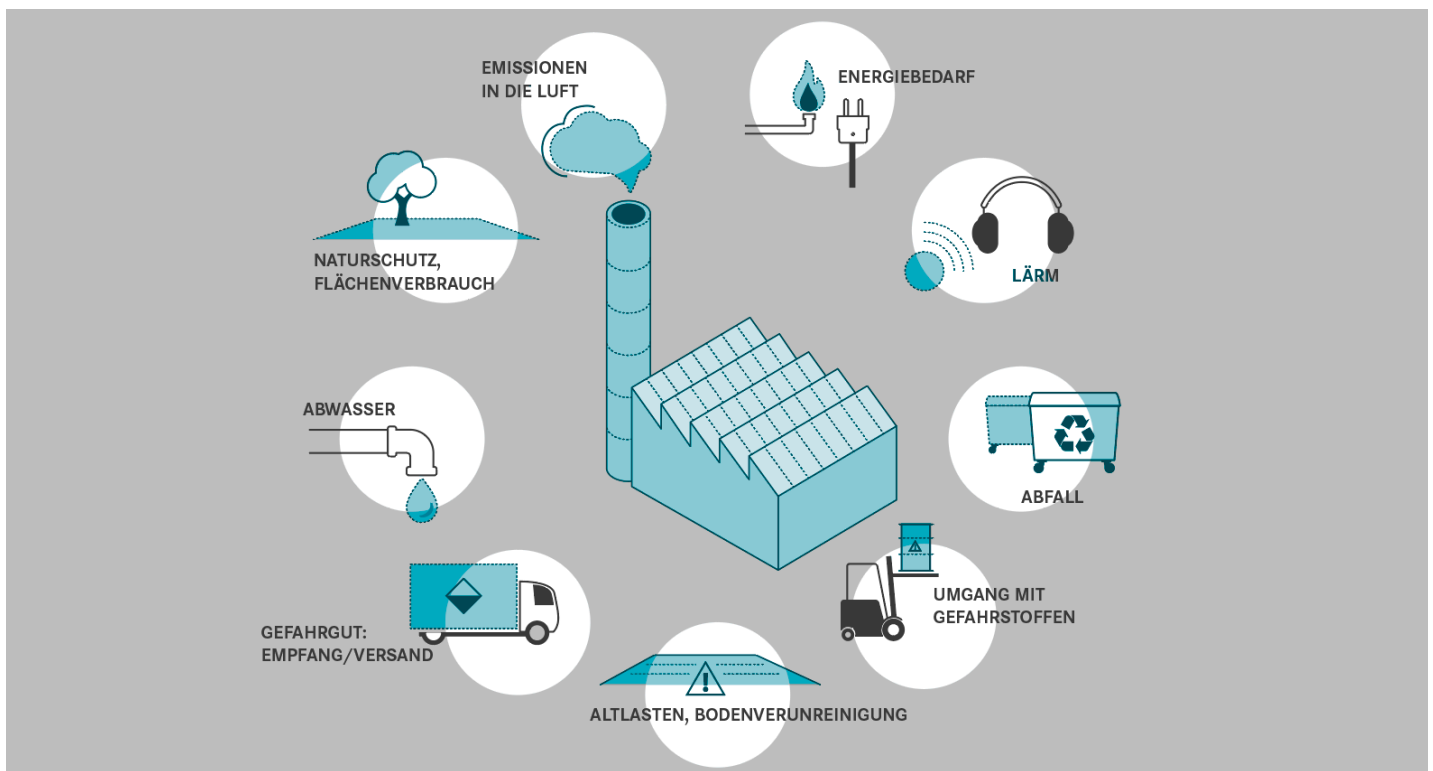 EMISSIONEN
IN DIE LUFT
ENERGIEBEDARF
NATURSCHUTZ,
FLÄCHENVERBRAUCH
LÄRM
ABWASSER
ABFALL
GEFAHRGUT:
EMPFANG/VERSAND
UMGANG MIT
GEFAHRSTOFFEN
ALTLASTEN, BODENVERUNREINIGUNG